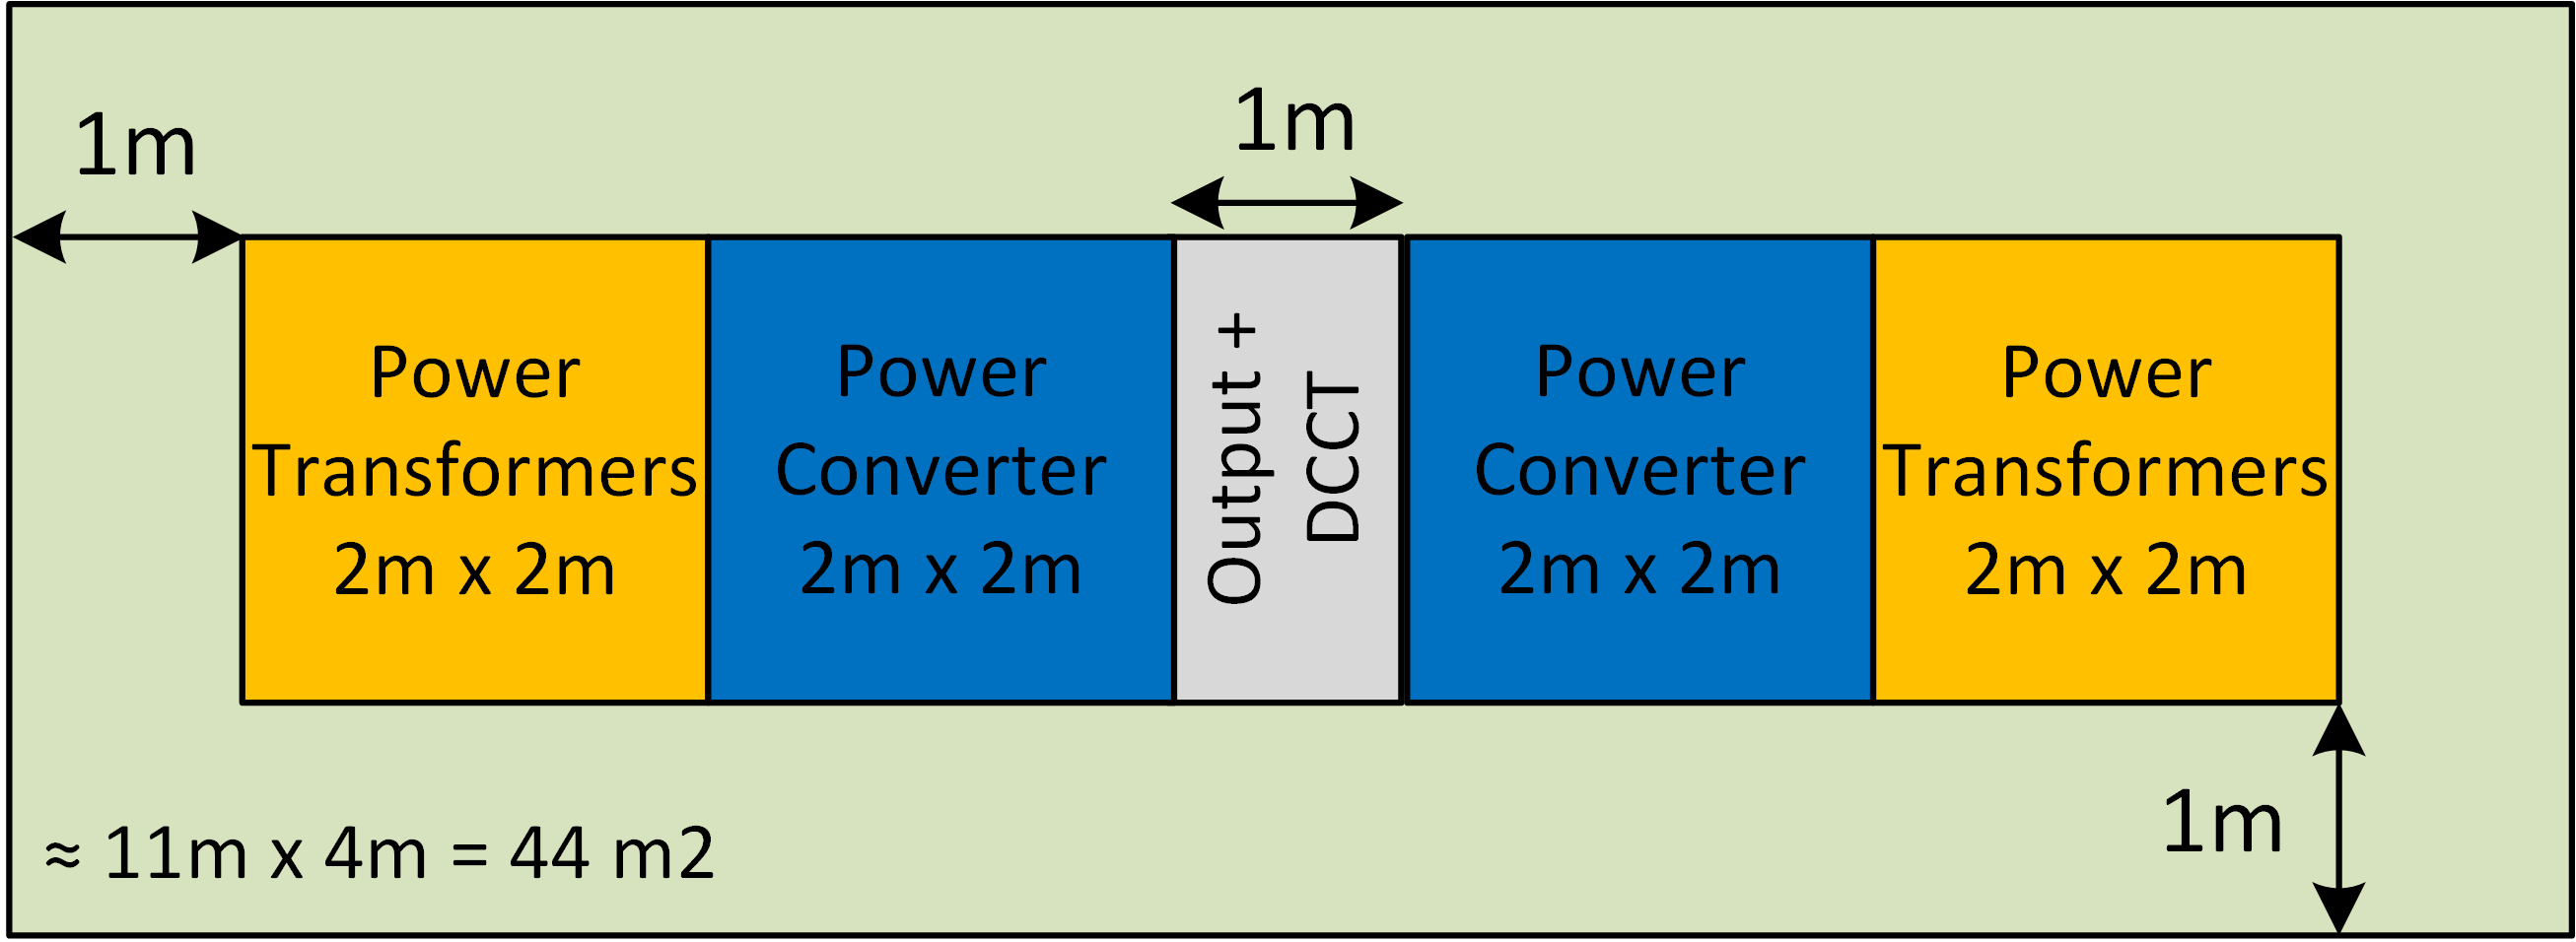 1m
1m
Power
Transformers
2m x 2m
Power
Converter
2m x 2m
Output +
DCCT
Power
Converter
2m x 2m
Power
Transformers
2m x 2m
≈ 11m x 4m = 44 m2
1m